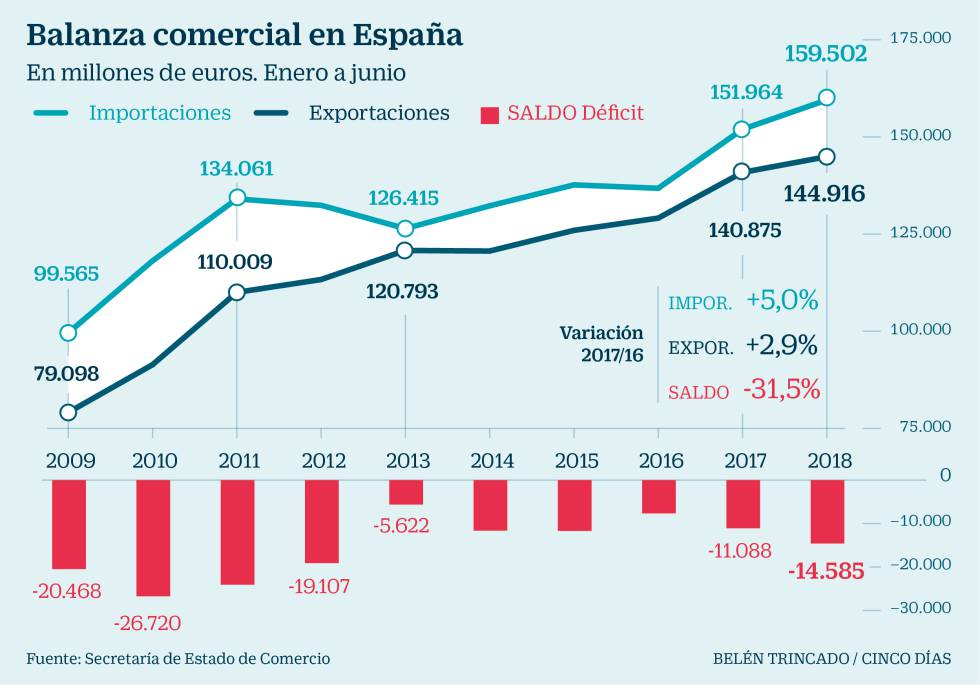 Balanza comercial en España
En millones de euros. Enero a junio
Importaciones Exportaciones SALDO Déficit
175.000
159.502
151.964
150.000
134.061
126.415
144.916
140.875
125.000
110.009
99.565
120.793
IMPOR. +5,0%
Variación
2017/16
100.000
EXPOR. +2,9%
79.098
SALDO -31,5%
75.000
2009 2010 2011 2012 2013 2014 2015 2016 2017 2018
0
-5.622
-10.000
-11.088
-14.585
-20.000
-19.107
-20.468
-26.720
-30.000
Fuente: Secretaría de Estado de Comercio
BELÉN TRINCADO / CINCO DÍAS